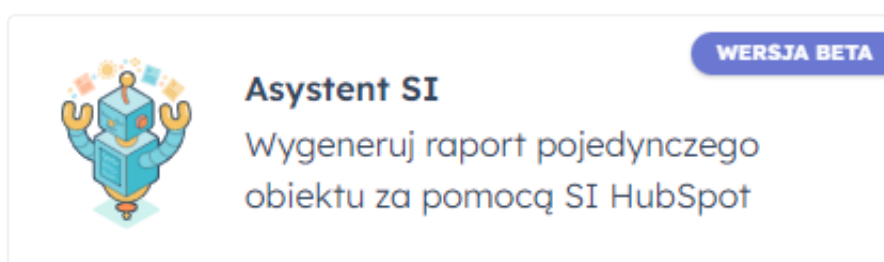 WERSJA BETA
Asystent SI
Wygeneruj raport pojedynczego
obiektu za pomocą SI HubSpot